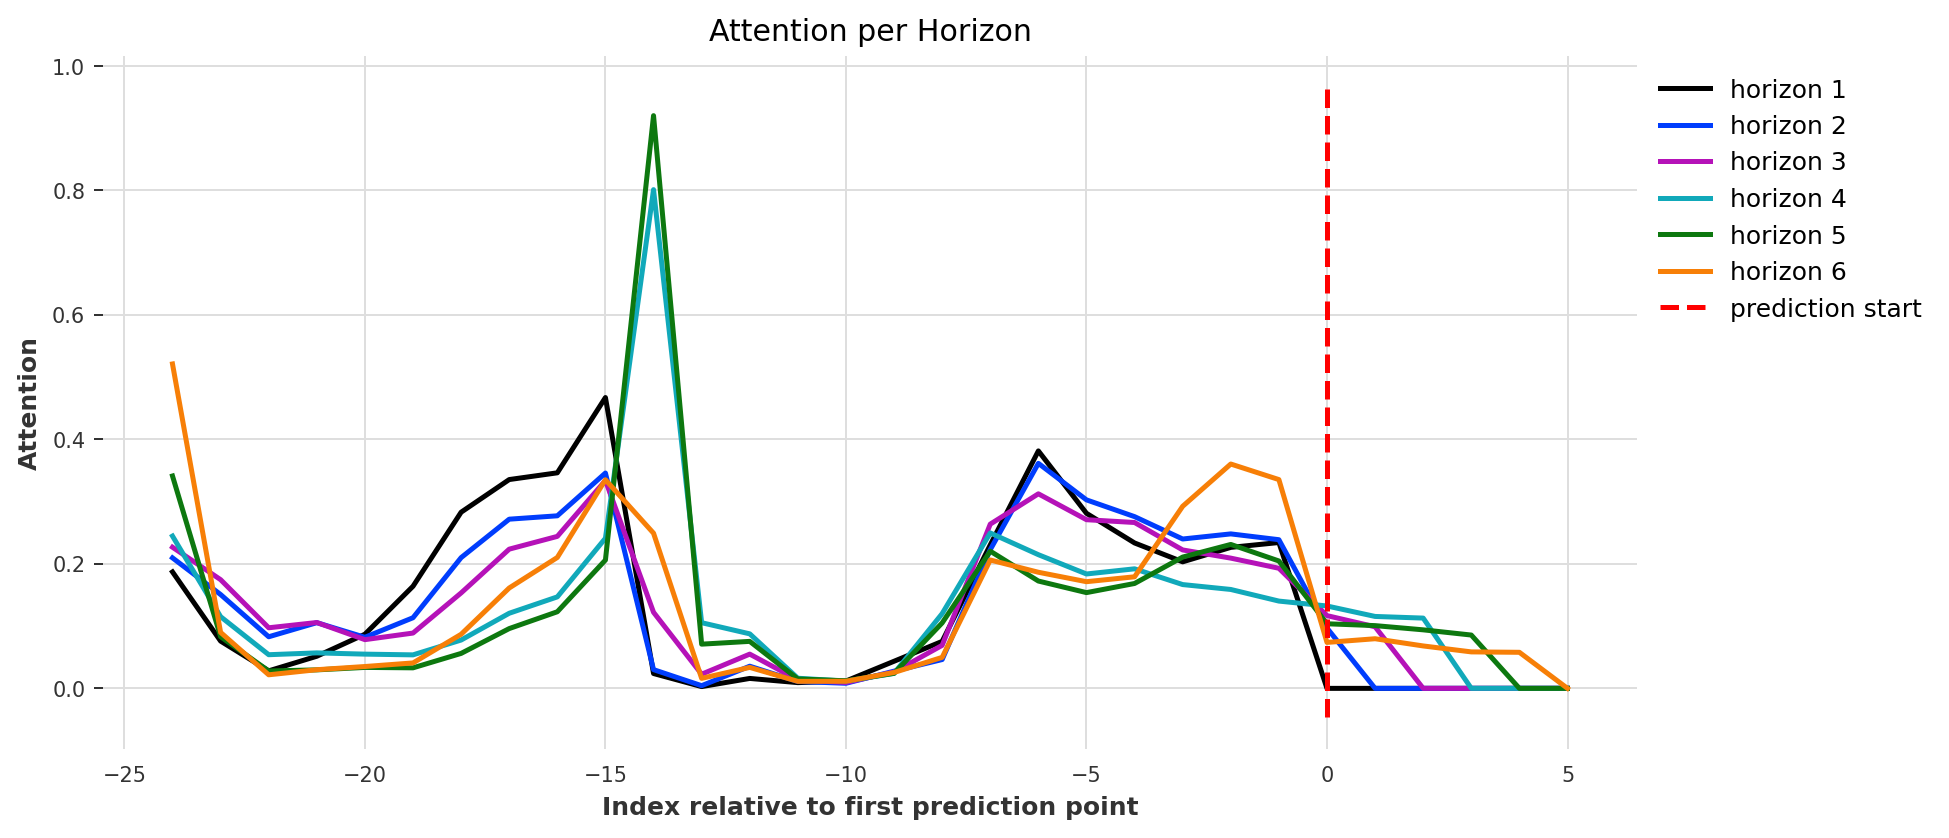 Attention per Horizon
1.0
0.8
0.6
0.4
0.2
0.0
Attention
−25
−20
−15
−10
−5
0
5
Index relative to first prediction point
horizon 1
horizon 2
horizon 3
horizon 4
horizon 5
horizon 6
prediction start